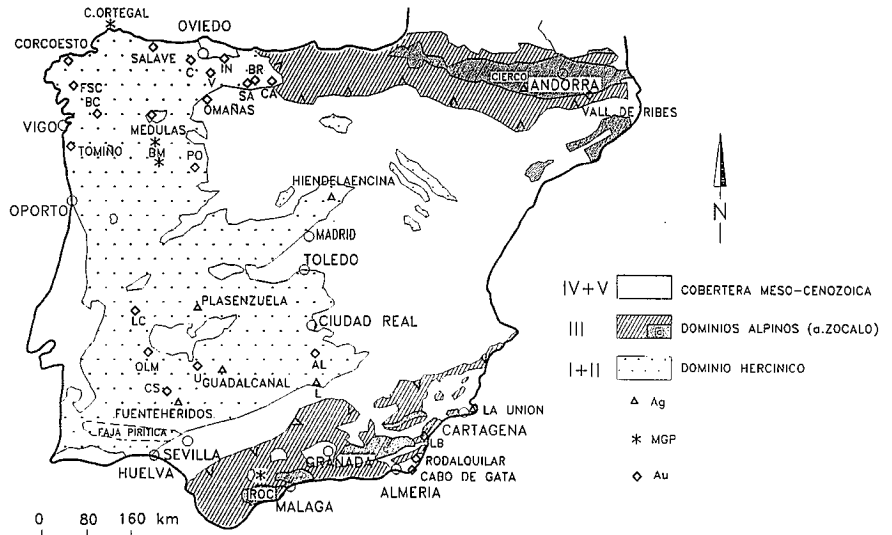 C.ORTEGAL
OVIEDO
CORCOESTO
SALAVE
IN
C
V
BR
SA
CA
FSC
BC
OMAÑAS
CIERCO
ANDORRA
VALL DE RIBES
VIGO
MEDULAS
TOMIÑO
BM
PO
HIENDELAENCINA
N
OPORTO
MADRID
TOLEDO
IV+V COBERTERA MESO-CENOZOICA
PLASENZUELA
LC
CIUDAD REAL
III DOMINIOS ALPINOS (a.ZOCALO)
OLM
AL
U
GUADALCANAL
I+II DOMINIO HERCINICO
CS
L
FUENTEHERIDOS
Ag
LA UNION
CARTAGENA
FAJA PIRITICA
LB
MGP
SEVILLA
HUELVA
GRANADA
RODALQUILAR
CABO DE GATA
Au
ROC
MALAGA
ALMERIA
0 80 160 km